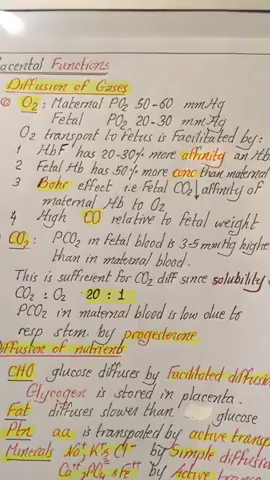 lacental Functions
Diffusion of Gases
O2: Maternal PO2 50-60 mmHg
Fetal PO2 20-30 mmHg
O2 transport to fetus is Facilitated by:
1 HbF has 20-30% more affinity an Hb
2 Fetal Hb has 50% more conc than maternal
3 Bohr effect i.e Fetal CO2↓ affinity of
maternal Hb to O2
4 High CO relative to Fetal weight
CO2: PCO2 in fetal blood is 3-5 mmHg highe
than in maternal blood.
This is sufficient for CO2 diff since solubility
CO2 : O2 20 : 1
PCO2 in maternal blood is low due to
resp stim. by progesterone
Diffusion of nutrients
CHO glucose diffuses by Facilitated diffusion
Glycogen is stored in placenta.
Fat diffuses slower than glucose
Ptn aa is transported by active transp
Minerals Na+, K+ & Cl- by Simple diffusi
Ca++, PO4 & Fe++ by Active trans